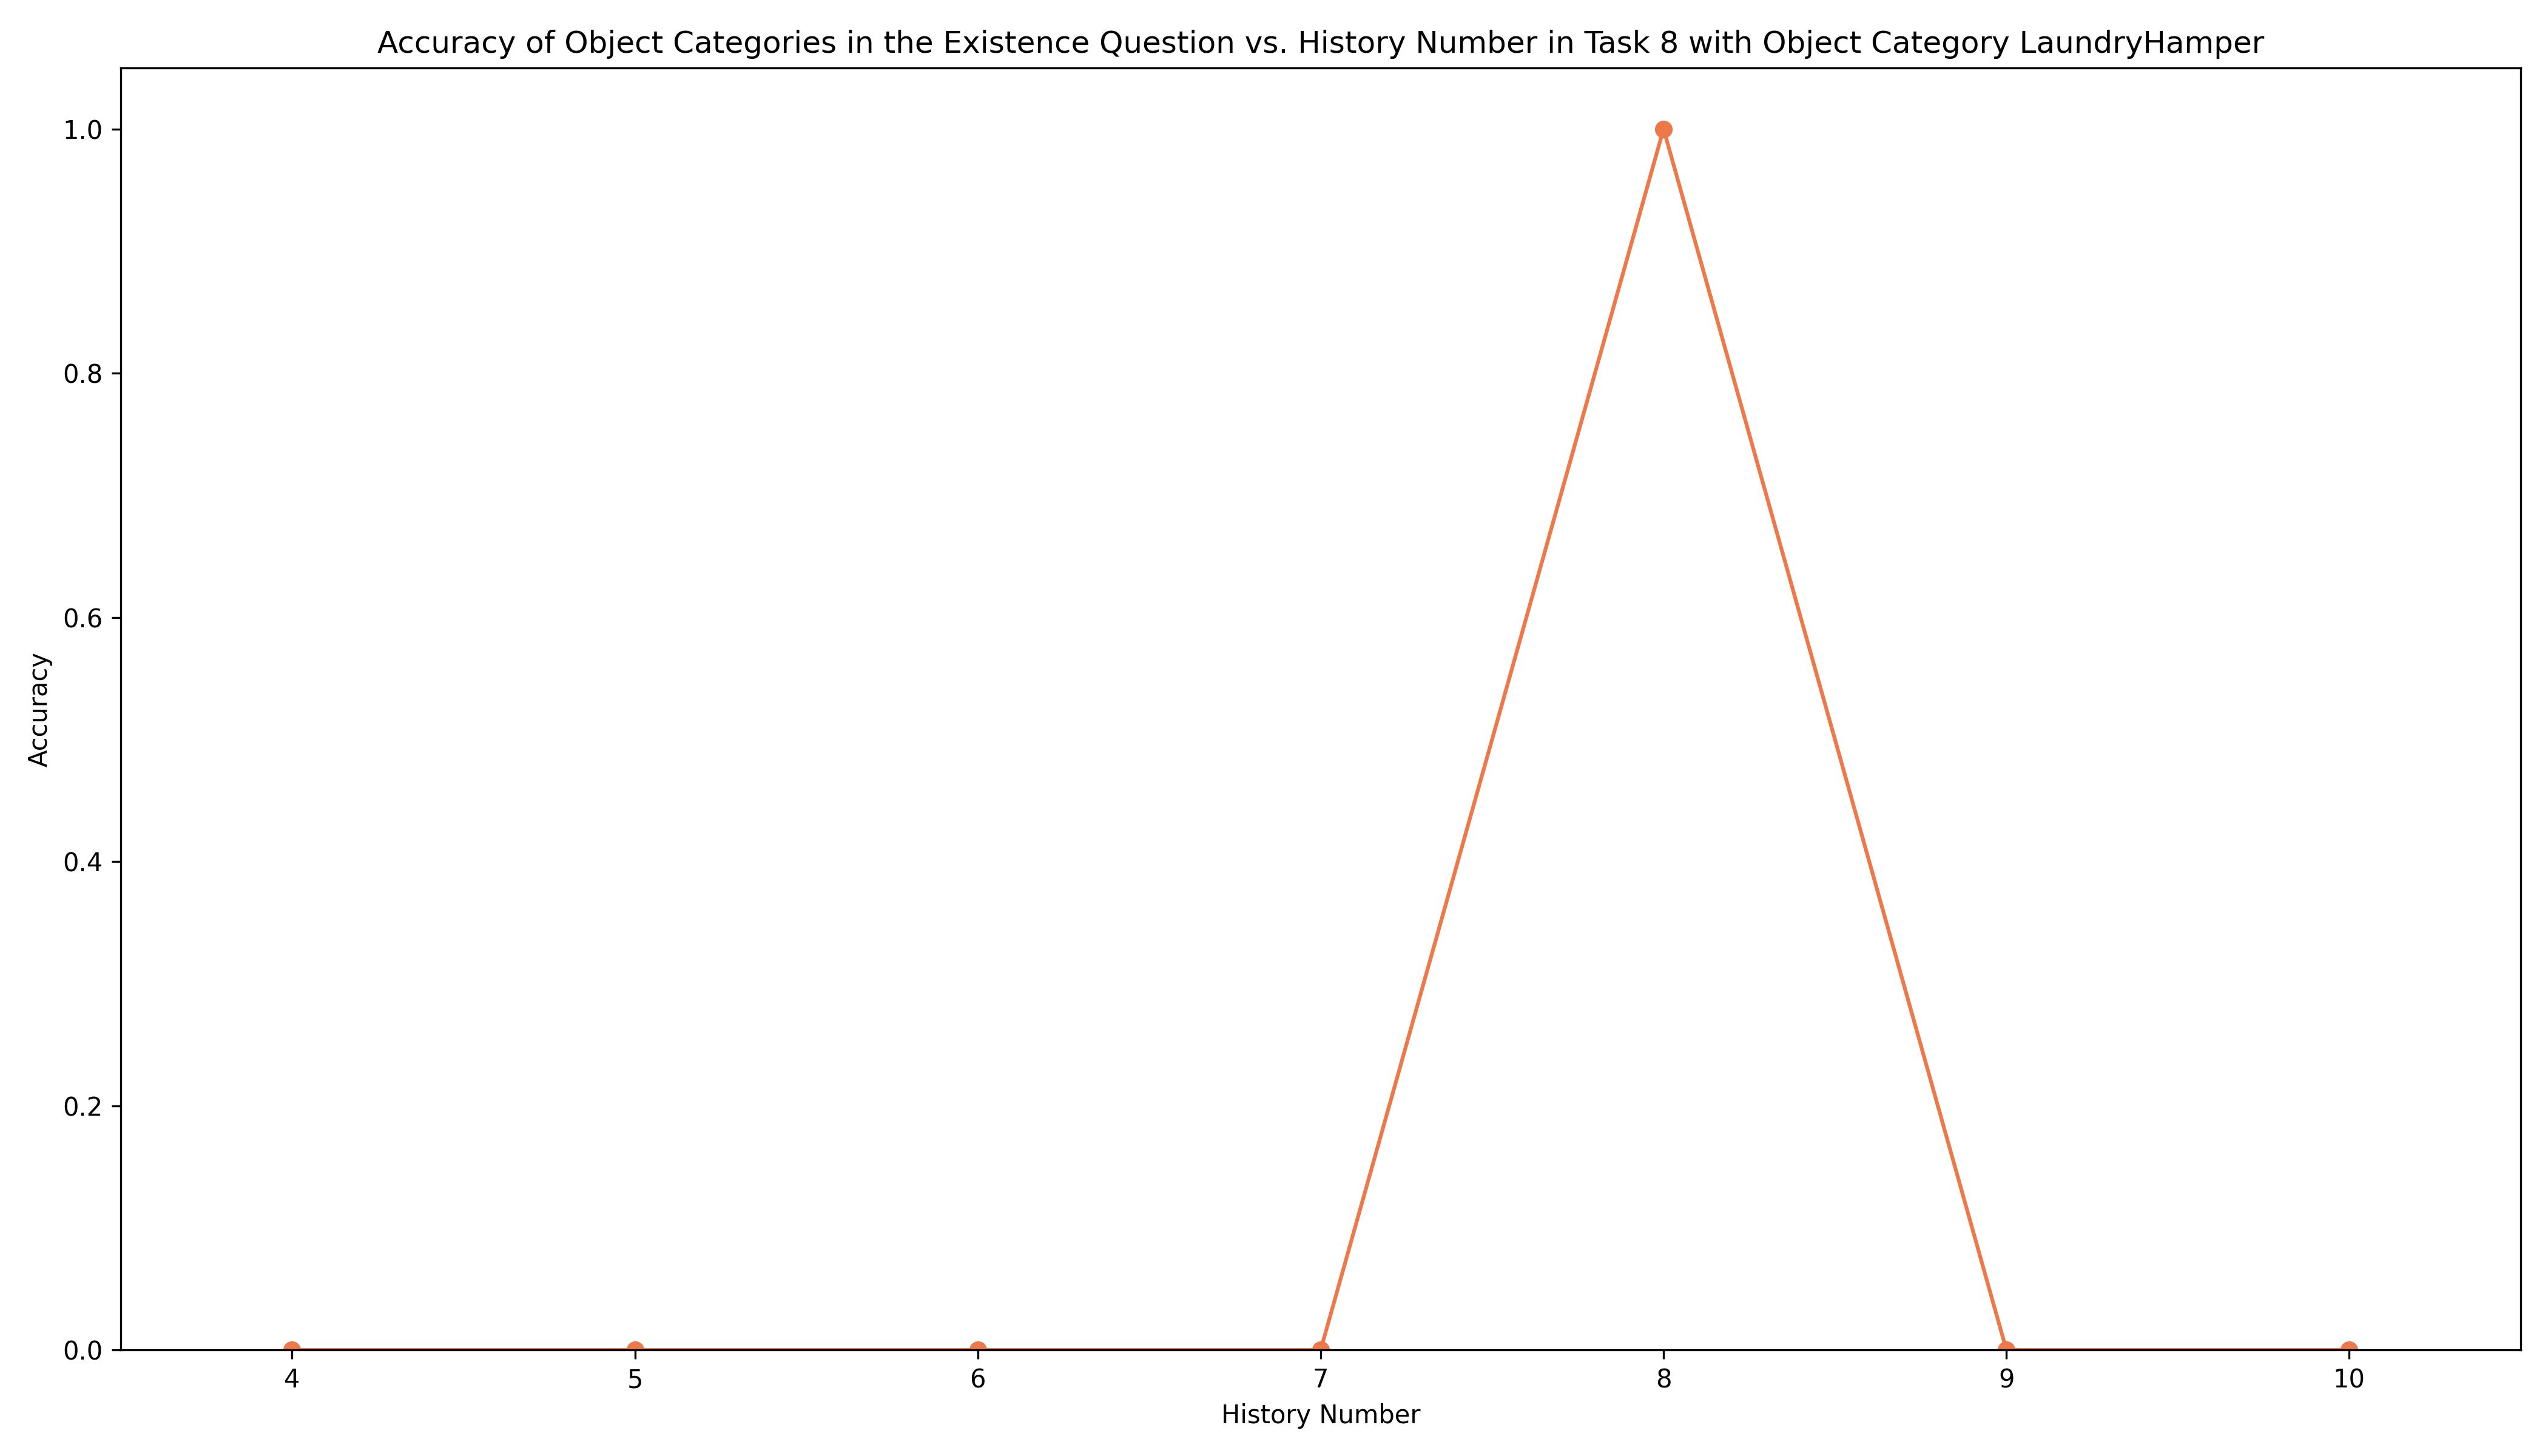 Accuracy of Object Categories in the Existence Question vs. History Number in Task 8 with Object Category LaundryHamper
1.0
0.8
0.6
0.4
0.2
0.0
Accuracy
4 5 6 7 8 9 10
History Number